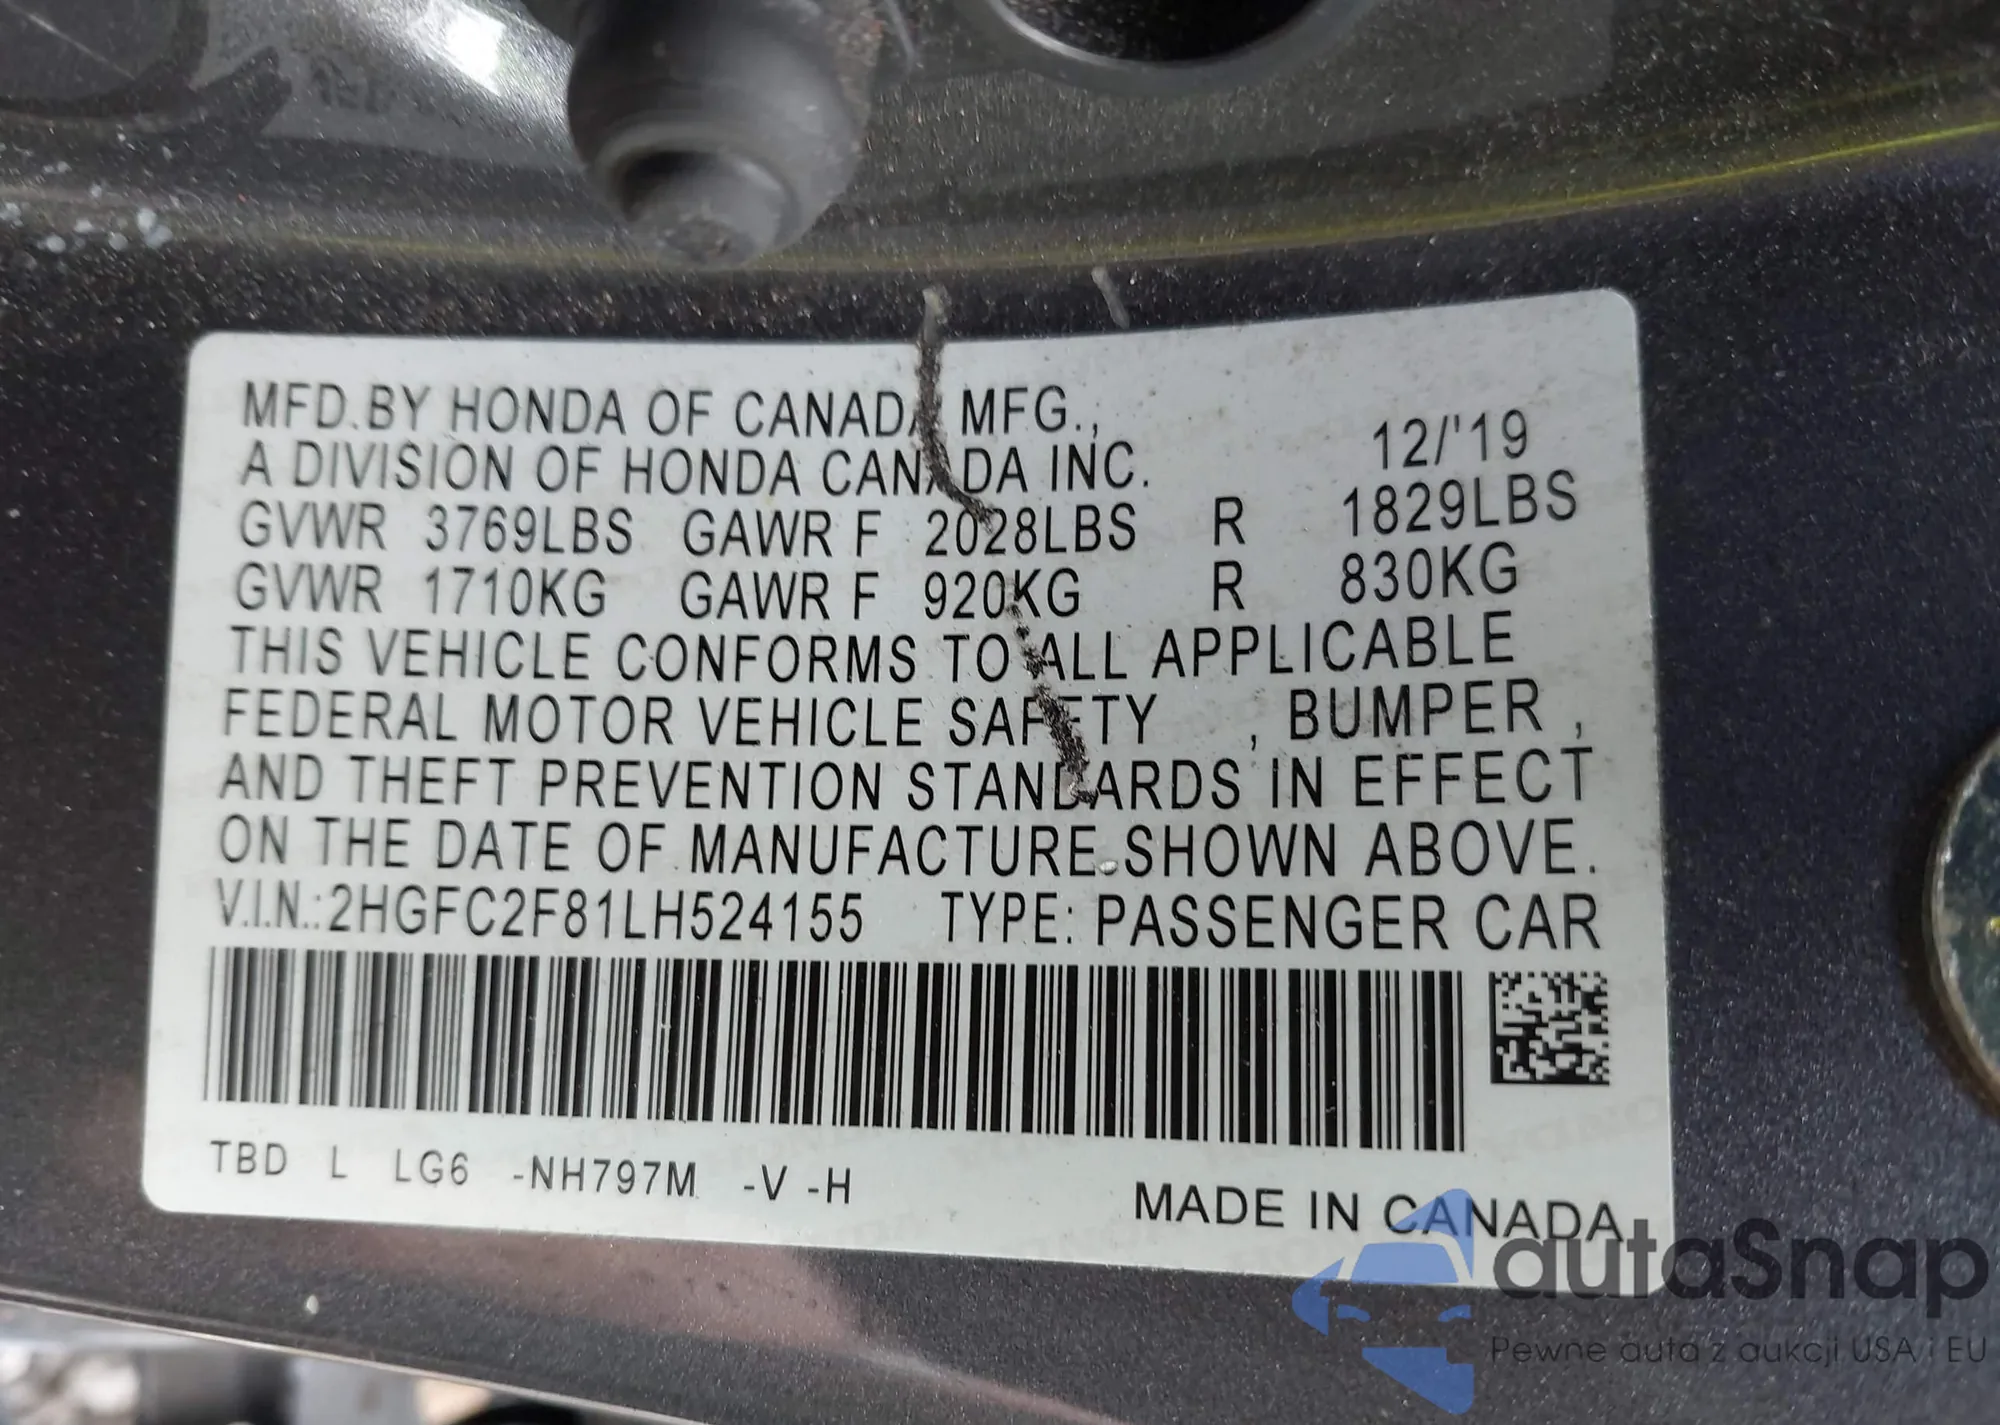 MFD.BY HONDA OF CANADA MFG.,
A DIVISION OF HONDA CANADA INC. 12/'19
GVWR 3769LBS GAWR F 2028LBS R 1829LBS
GVWR 1710KG GAWR F 920KG R 830KG
THIS VEHICLE CONFORMS TO ALL APPLICABLE
FEDERAL MOTOR VEHICLE SAFETY , BUMPER ,
AND THEFT PREVENTION STANDARDS IN EFFECT
ON THE DATE OF MANUFACTURE SHOWN ABOVE.
V.I.N.:2HGFC2F81LH524155 TYPE: PASSENGER CAR
TBD L LG6 -NH797M -V -H
MADE IN CANADA
autaSnap
Pewne auta z aukcji USA i EU